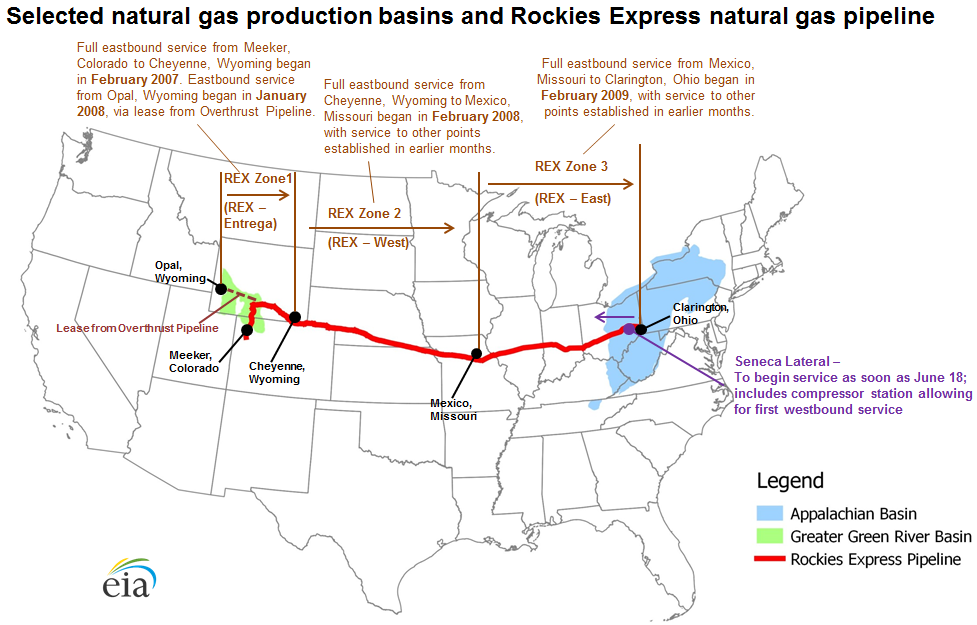 Selected natural gas production basins and Rockies Express natural gas pipeline
Full eastbound service from Meeker,
Colorado to Cheyenne, Wyoming began
in February 2007. Eastbound service
from Opal, Wyoming began in January
2008, via lease from Overthrust Pipeline.
Full eastbound service from
Cheyenne, Wyoming to Mexico,
Missouri began in February 2008,
with service to other points
established in earlier months.
Full eastbound service from Mexico,
Missouri to Clarington, Ohio began in
February 2009, with service to other
points established in earlier months.
REX Zone1
(REX –
Entrega)
REX Zone 2
(REX – West)
REX Zone 3
(REX – East)
Opal,
Wyoming
Lease from Overthrust Pipeline
Meeker,
Colorado
Cheyenne,
Wyoming
Mexico,
Missouri
Clarington,
Ohio
Seneca Lateral –
To begin service as soon as June 18;
includes compressor station allowing
for first westbound service
Legend
Appalachian Basin
Greater Green River Basin
Rockies Express Pipeline
eia